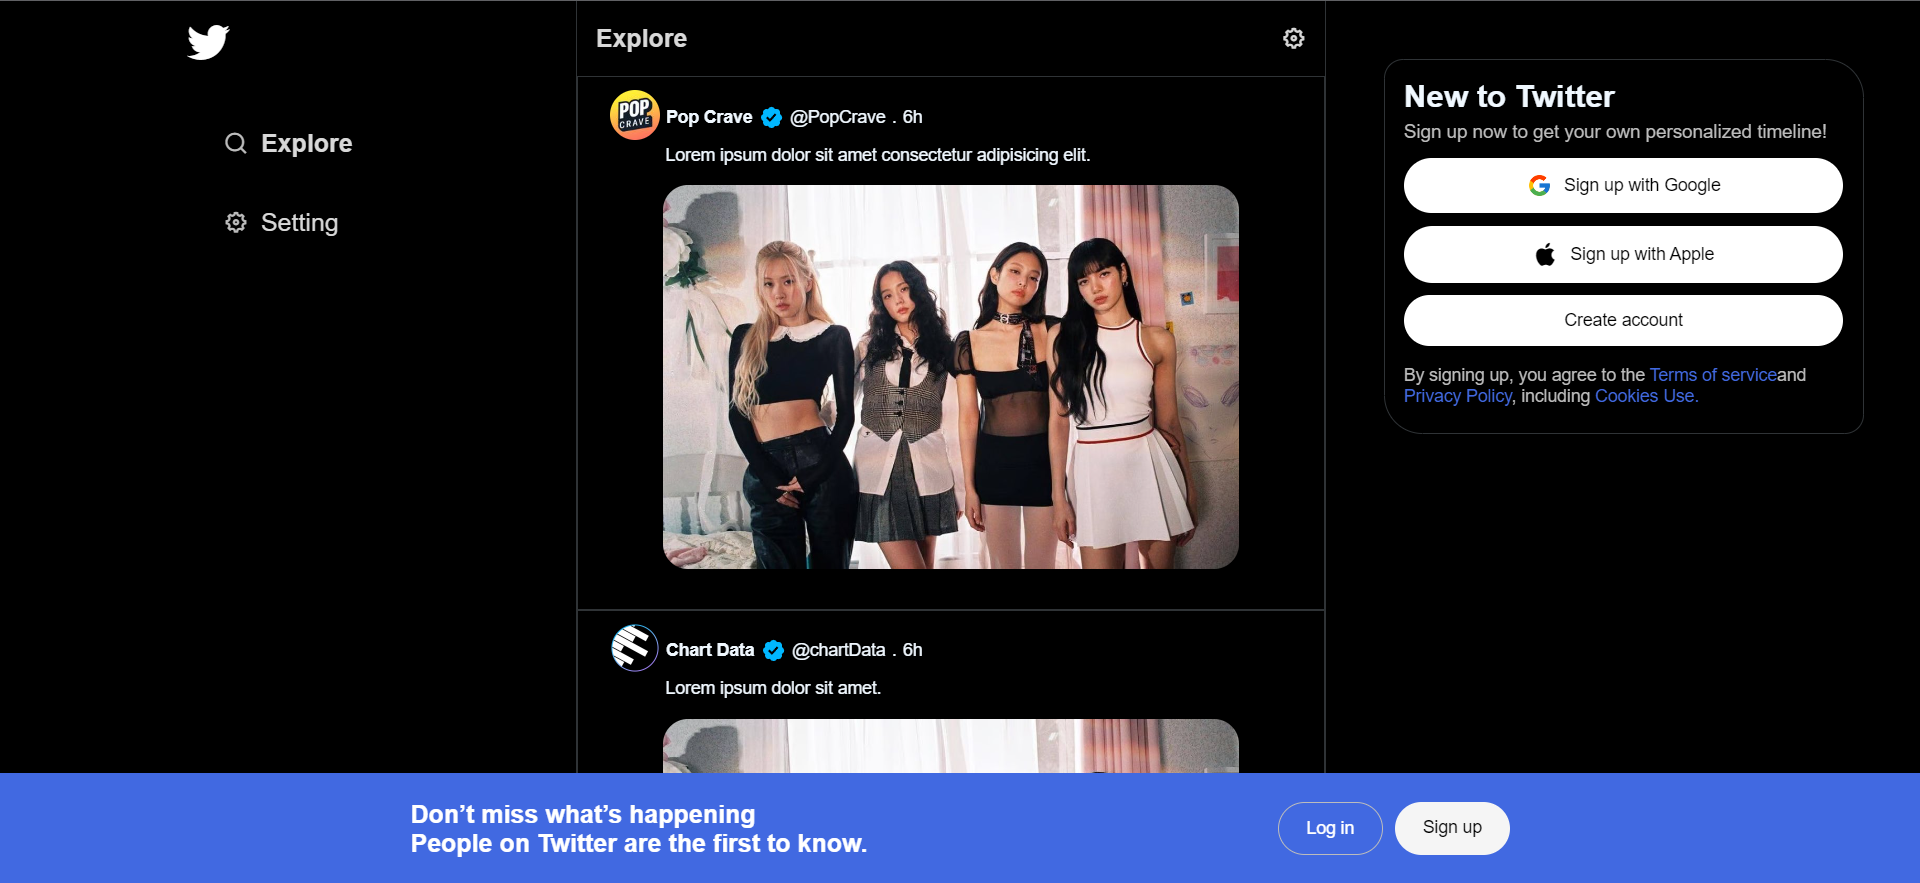 Explore
Setting
Explore
POP
CRAVE
Pop Crave @PopCrave . 6h
Lorem ipsum dolor sit amet consectetur adipisicing elit.
Chart Data @chartData . 6h
Lorem ipsum dolor sit amet.
New to Twitter
Sign up now to get your own personalized timeline!
Sign up with Google
Sign up with Apple
Create account
By signing up, you agree to the Terms of serviceand
Privacy Policy, including Cookies Use.
Don’t miss what’s happening
People on Twitter are the first to know.
Log in
Sign up